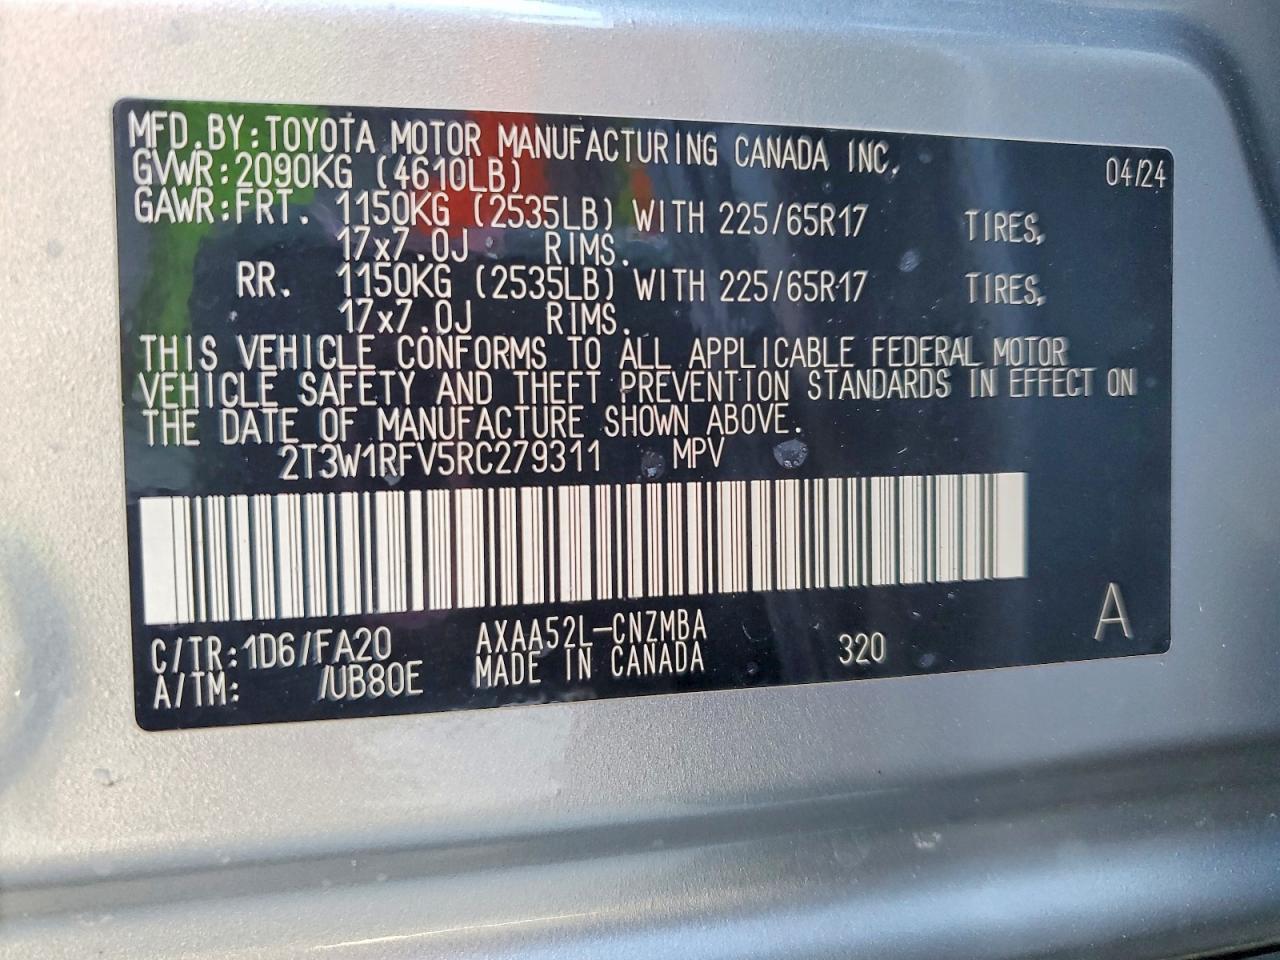 MFD.BY:TOYOTA MOTOR MANUFACTURING CANADA INC. 04/24
GVWR:2090KG (4610LB)
GAWR:FRT. 1150KG (2535LB) WITH 225/65R17 TIRES,
17x7.0J RIMS.
RR. 1150KG (2535LB) WITH 225/65R17 TIRES,
17x7.0J RIMS.
THIS VEHICLE CONFORMS TO ALL APPLICABLE FEDERAL MOTOR
VEHICLE SAFETY AND THEFT PREVENTION STANDARDS IN EFFECT ON
THE DATE OF MANUFACTURE SHOWN ABOVE.
2T3W1RFV5RC279311 MPV
C/TR:1D6/FA20 AXAA52L-CNZMBA 320 A
A/TM: /UB80E MADE IN CANADA